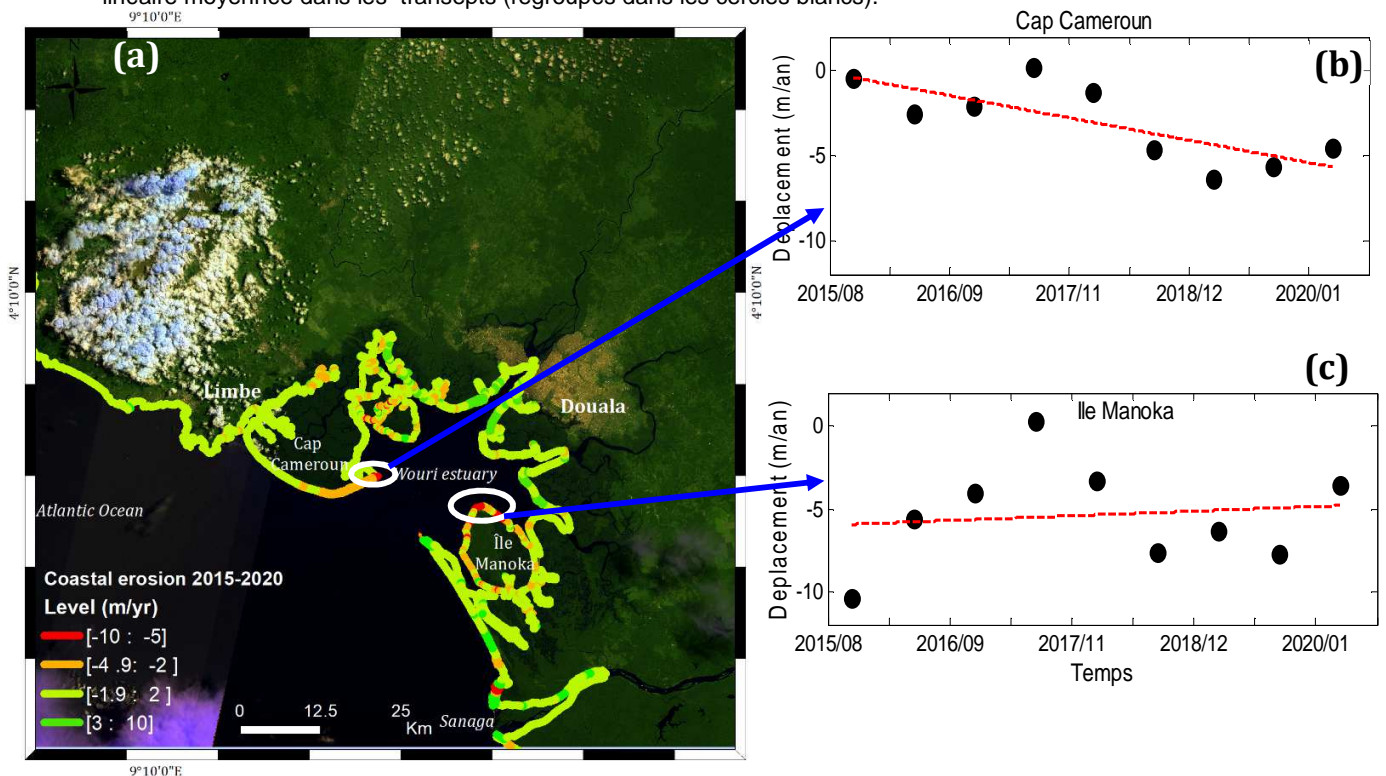 linéaire moyennée dans les transepts (regroupés dans les cercles blancs).
9°10'0"E
(a)
N
4°10'0"N
4°10'0"N
Limbe
Douala
Cap
Cameroun
Wouri estuary
Atlantic Ocean
Île
Manoka
Coastal erosion 2015-2020
Level (m/yr)
[-10 : -5]
[-4 .9: -2 ]
[-1.9 : 2 ]
[3 : 10]
0 12.5 25
Km
Sanaga
9°10'0"E
Cap Cameroun
(b)
Deplacement (m/an)
0
-5
-10
2015/08 2016/09 2017/11 2018/12 2020/01
(c)
Ile Manoka
Deplacement (m/an)
0
-5
-10
2015/08 2016/09 2017/11 2018/12 2020/01
Temps